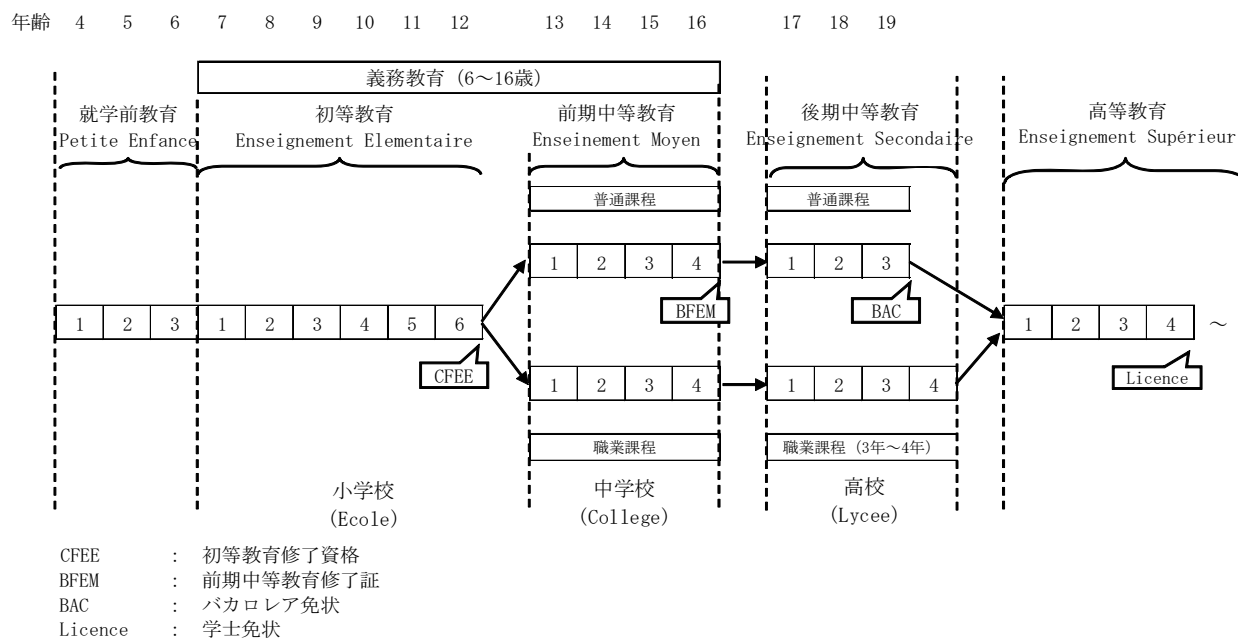 年齢 4 5 6 7 8 9 10 11 12 13 14 15 16 17 18 19
義務教育 (6～16歳)
就学前教育 初等教育 前期中等教育 後期中等教育 高等教育
Petite Enfance Enseignement Elementaire Enseinement Moyen Enseignement Secondaire Enseignement Supérieur
普通課程 普通課程
1 2 3 4 1 2 3
BFEM BAC
1 2 3 1 2 3 4 5 6 1 2 3 4 ～
CFEE Licence
1 2 3 4 1 2 3 4
職業課程 職業課程 (3年～4年)
小学校 中学校 高校
(Ecole) (College) (Lycee)
CFEE : 初等教育修了資格
BFEM : 前期中等教育修了証
BAC : バカロレア免状
Licence : 学士免状